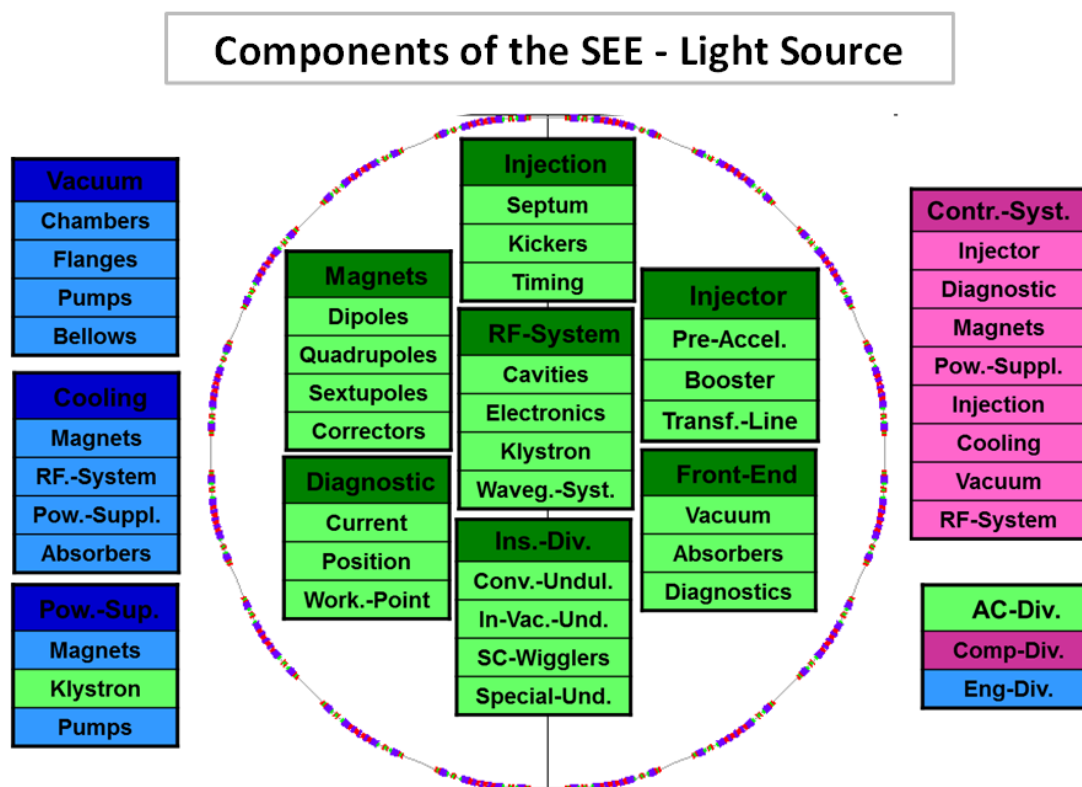 Components of the SEE - Light Source
Vacuum
Chambers
Flanges
Pumps
Bellows
Cooling
Magnets
RF.-System
Pow.-Suppl.
Absorbers
Pow.-Sup.
Magnets
Klystron
Pumps
Magnets
Dipoles
Quadrupoles
Sextupoles
Correctors
Diagnostic
Current
Position
Work.-Point
Injection
Septum
Kickers
Timing
RF-System
Cavities
Electronics
Klystron
Waveg.-Syst.
Ins.-Div.
Conv.-Undul.
In-Vac.-Und.
SC-Wigglers
Special-Und.
Injector
Pre-Accel.
Booster
Transf.-Line
Front-End
Vacuum
Absorbers
Diagnostics
Contr.-Syst.
Injector
Diagnostic
Magnets
Pow.-Suppl.
Injection
Cooling
Vacuum
RF-System
AC-Div.
Comp-Div.
Eng-Div.